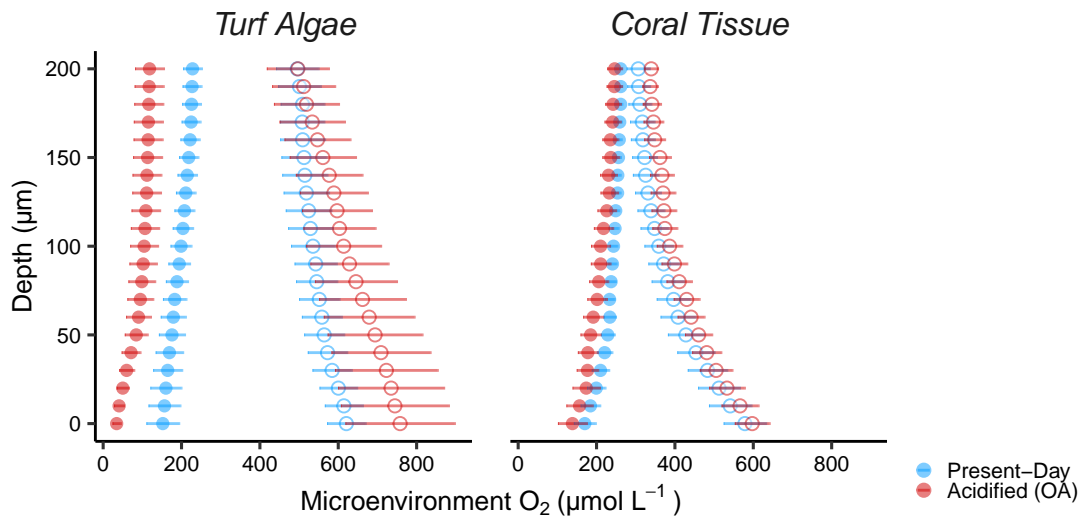 Turf Algae
Coral Tissue
Depth (μm)
200
150
100
50
0
0 200 400 600 800
0 200 400 600 800
Microenvironment O₂ (μmol L⁻¹ )
Present−Day
Acidified (OA)